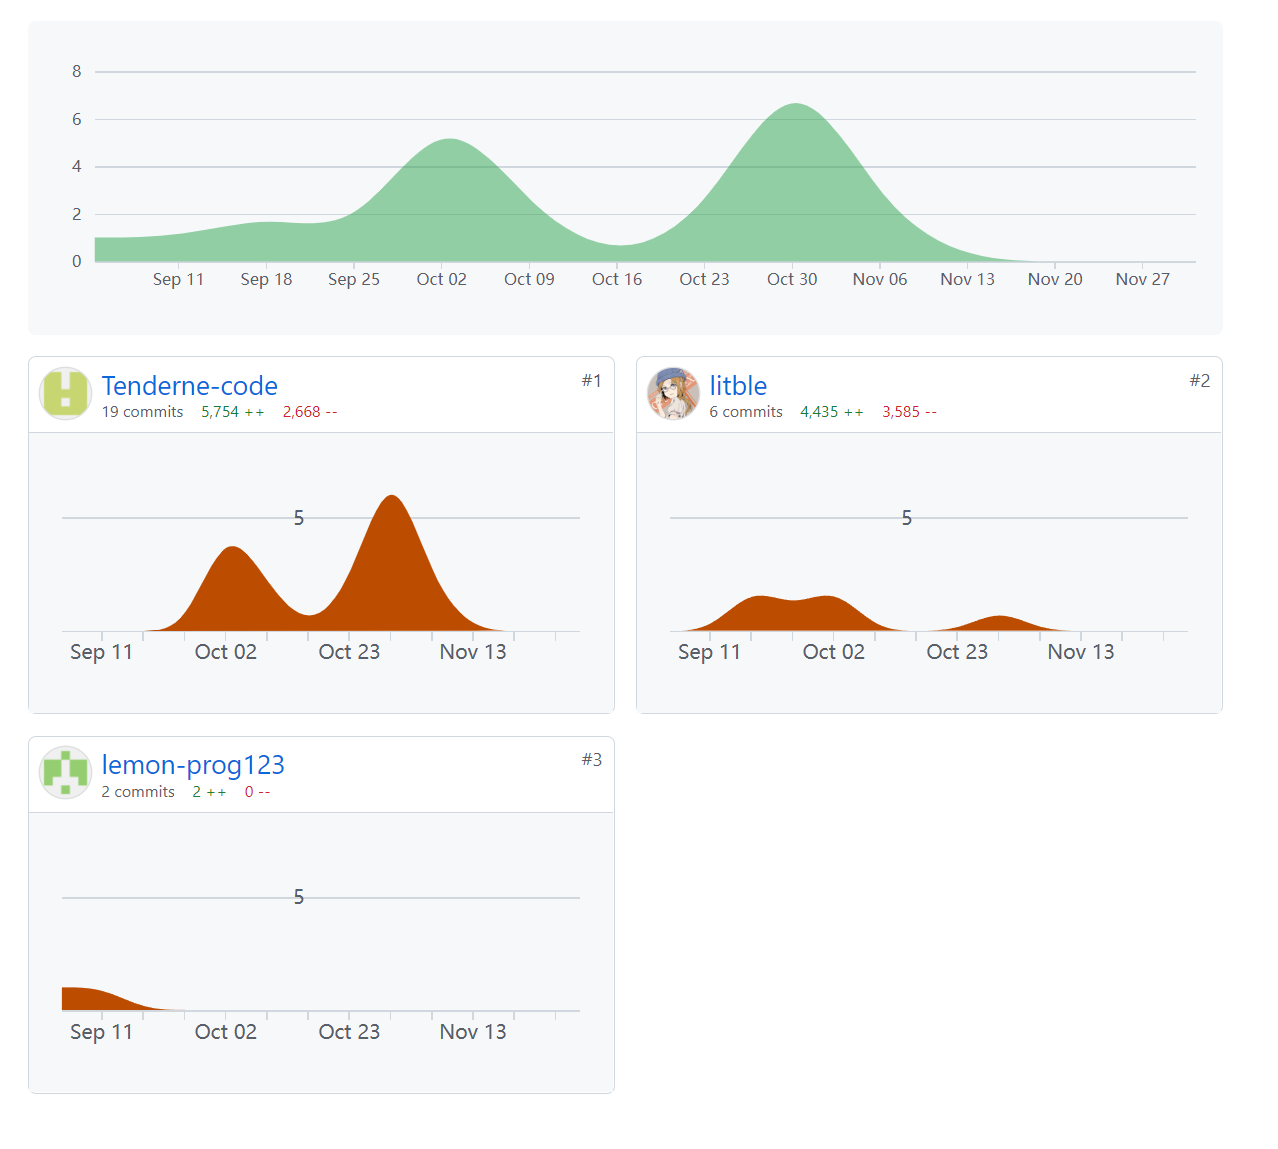 8
6
4
2
0
Sep 11 Sep 18 Sep 25 Oct 02 Oct 09 Oct 16 Oct 23 Oct 30 Nov 06 Nov 13 Nov 20 Nov 27
Tenderne-code #1
19 commits 5,754 ++ 2,668 --
5
Sep 11 Oct 02 Oct 23 Nov 13
litble #2
6 commits 4,435 ++ 3,585 --
5
Sep 11 Oct 02 Oct 23 Nov 13
lemon-prog123 #3
2 commits 2 ++ 0 --
5
Sep 11 Oct 02 Oct 23 Nov 13